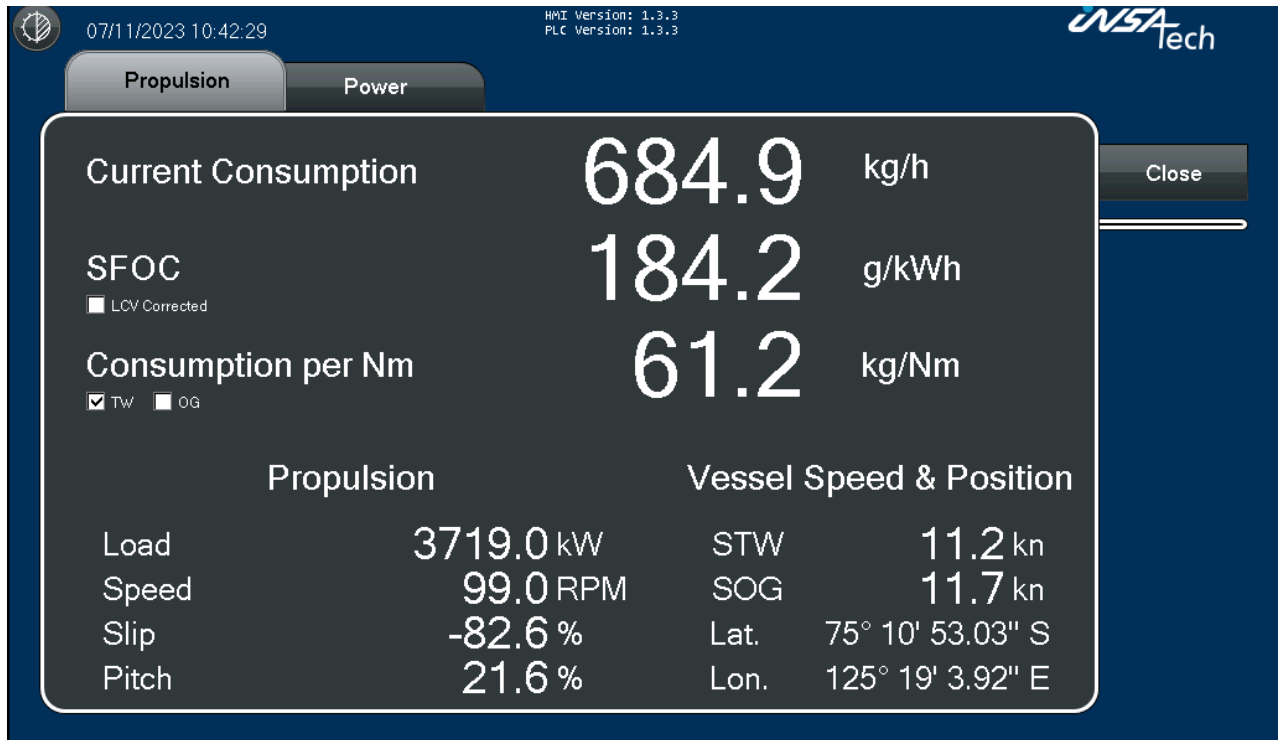 07/11/2023 10:42:29
HMI Version: 1.3.3
PLC Version: 1.3.3
iNSA Tech
Propulsion
Power
Current Consumption 684.9 kg/h
Close
SFOC 184.2 g/kWh
LCV Corrected
Consumption per Nm 61.2 kg/Nm
TW OG
Propulsion
Vessel Speed & Position
Load 3719.0 kW STW 11.2 kn
Speed 99.0 RPM SOG 11.7 kn
Slip -82.6 % Lat. 75° 10' 53.03" S
Pitch 21.6 % Lon. 125° 19' 3.92" E